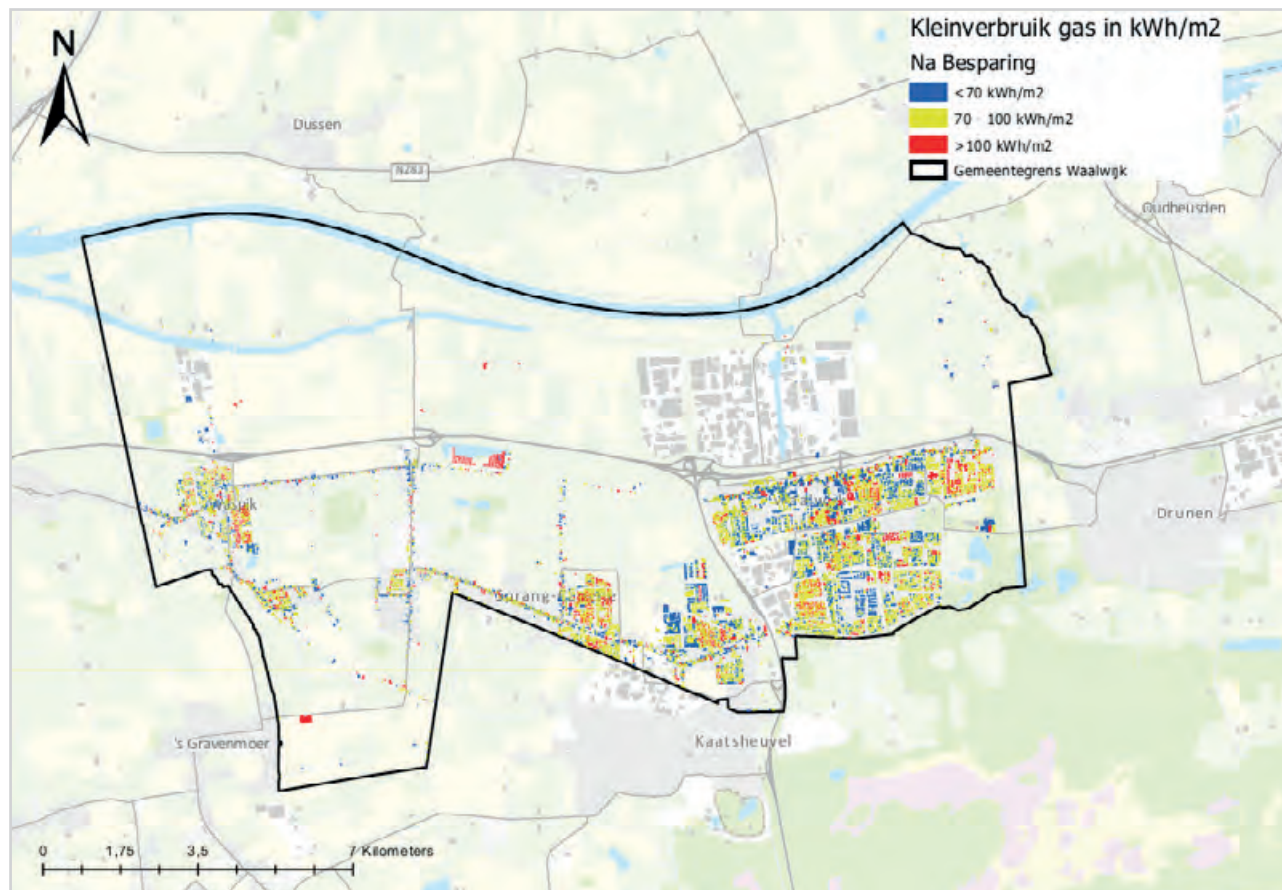 Kleinverbruik gas in kWh/m2
Na Besparing
<70 kWh/m2
70 - 100 kWh/m2
>100 kWh/m2
Gemeentegrens Waalwijk
N
Dussen
N283
Oudheusden
Drunen
's Gravenmoer
Kaatsheuvel
0 1,75 3,5 7 Kilometers